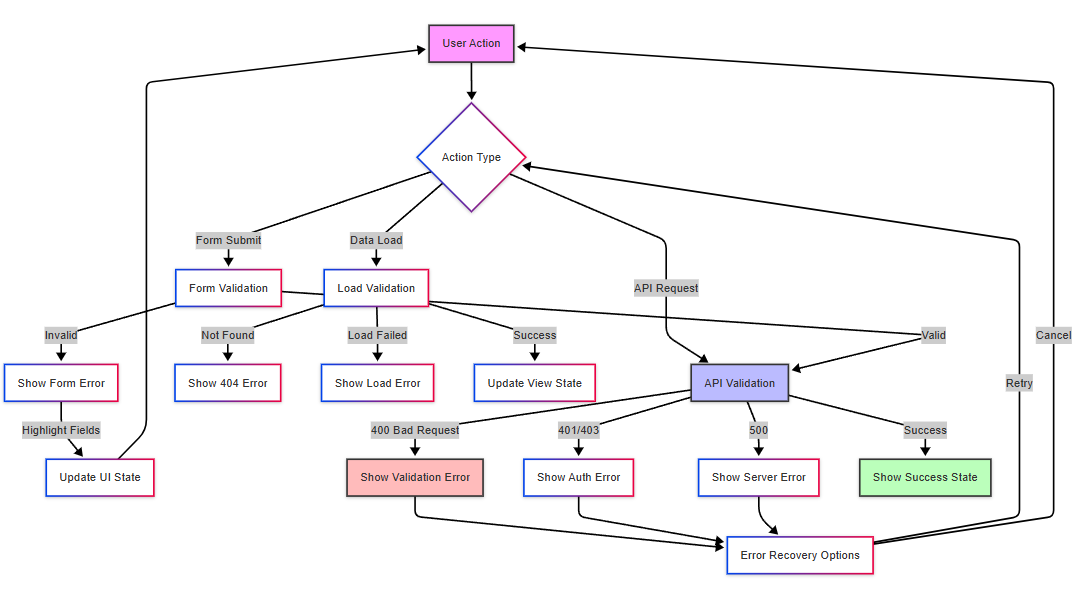 User Action
Action Type
Form Submit
Data Load
Form Validation
Load Validation
API Request
Invalid
Not Found
Load Failed
Success
Valid
Cancel
Show Form Error
Show 404 Error
Show Load Error
Update View State
API Validation
Retry
Highlight Fields
400 Bad Request
401/403
500
Success
Update UI State
Show Validation Error
Show Auth Error
Show Server Error
Show Success State
Error Recovery Options